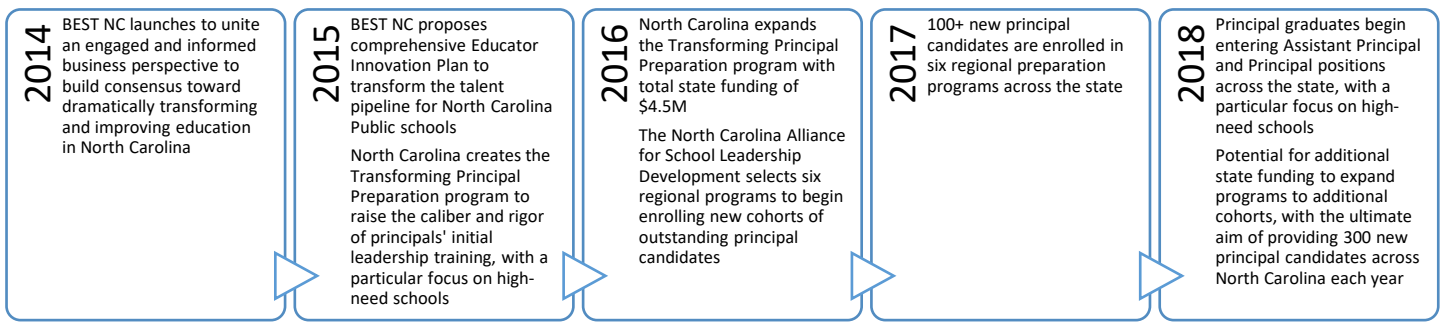 2014
BEST NC launches to unite
an engaged and informed
business perspective to
build consensus toward
dramatically transforming
and improving education
in North Carolina
2015
BEST NC proposes
comprehensive Educator
Innovation Plan to
transform the talent
pipeline for North Carolina
Public schools
North Carolina creates the
Transforming Principal
Preparation program to
raise the caliber and rigor
of principals' initial
leadership training, with a
particular focus on high-
need schools
2016
North Carolina expands
the Transforming Principal
Preparation program with
total state funding of
$4.5M
The North Carolina Alliance
for School Leadership
Development selects six
regional programs to begin
enrolling new cohorts of
outstanding principal
candidates
2017
100+ new principal
candidates are enrolled in
six regional preparation
programs across the state
2018
Principal graduates begin
entering Assistant Principal
and Principal positions
across the state, with a
particular focus on high-
need schools
Potential for additional
state funding to expand
programs to additional
cohorts, with the ultimate
aim of providing 300 new
principal candidates across
North Carolina each year